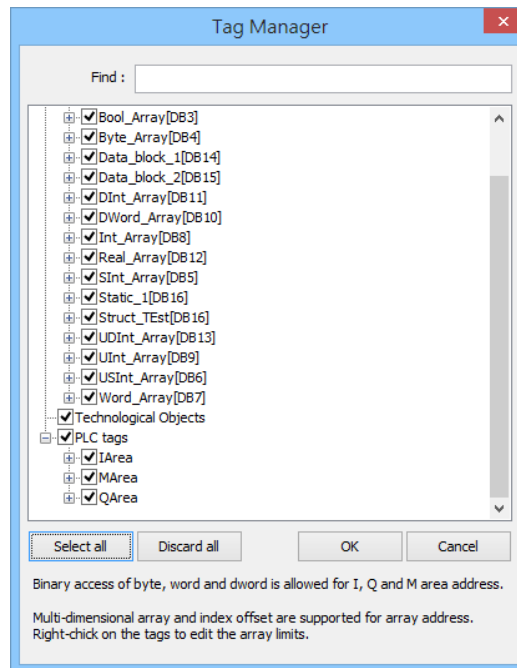 Tag Manager
Find :
Bool_Array[DB3]
Byte_Array[DB4]
Data_block_1[DB14]
Data_block_2[DB15]
DInt_Array[DB11]
DWord_Array[DB10]
Int_Array[DB8]
Real_Array[DB12]
SInt_Array[DB5]
Static_1[DB16]
Struct_TEst[DB16]
UDInt_Array[DB13]
UInt_Array[DB9]
USInt_Array[DB6]
Word_Array[DB7]
Technological Objects
PLC tags
IArea
MArea
QArea
Select all Discard all OK Cancel
Binary access of byte, word and dword is allowed for I, Q and M area address.
Multi-dimensional array and index offset are supported for array address.
Right-chick on the tags to edit the array limits.